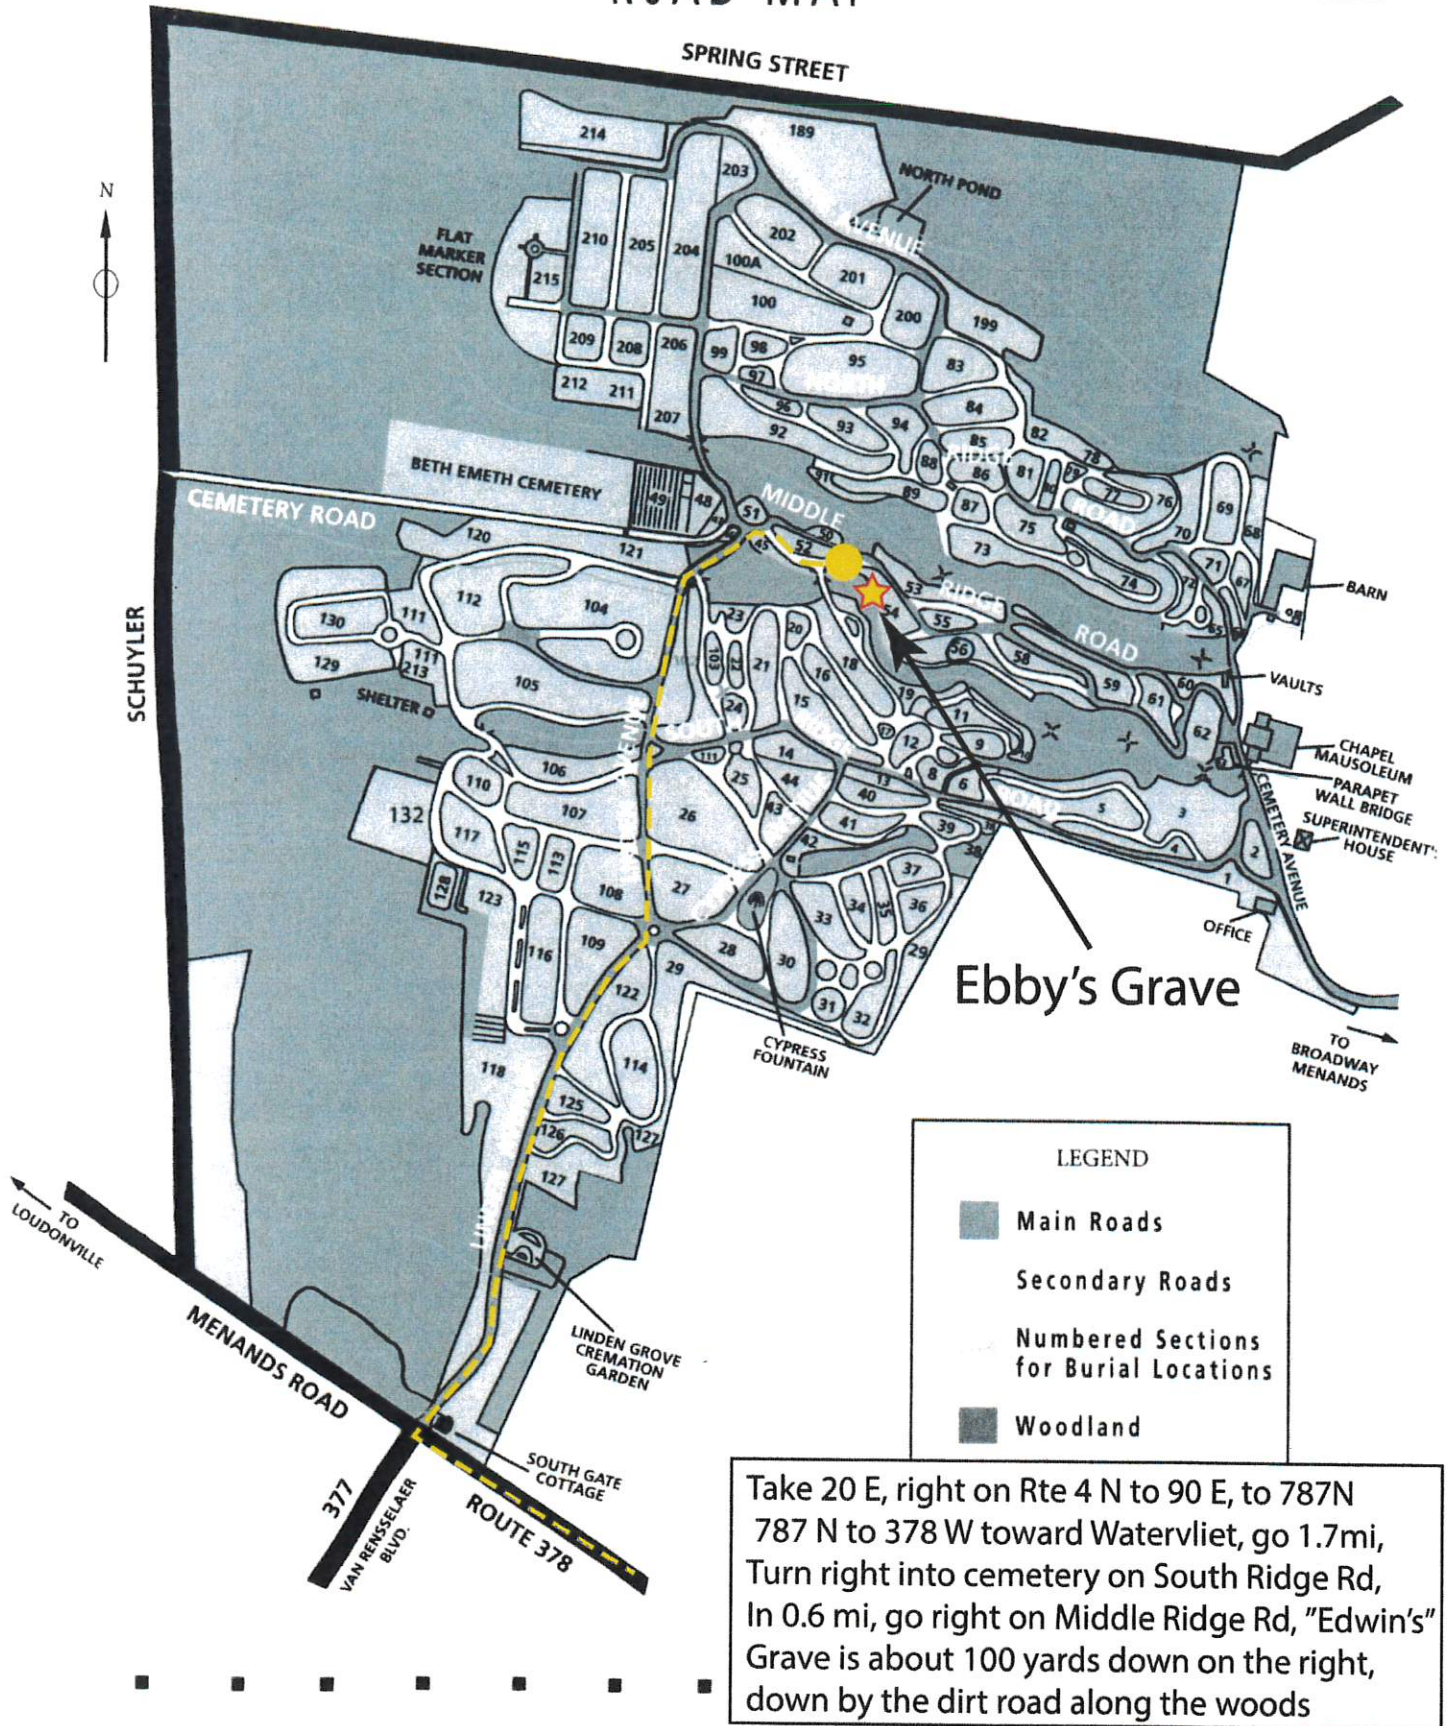 ROAD MAP
SPRING STREET
N
214
189
203
NORTH POND
AVENUE
FLAT
MARKER
SECTION
210
205
204
202
215
100A
201
100
200
199
209
208
206
99
98
95
83
97
NORTH
212
211
207
96
93
94
84
92
82
85
RIDGE
78
88
86
81
79
77
76
91
89
69
68
BETH EMETH CEMETERY
49
48
MIDDLE
87
75
ROAD
70
CEMETERY ROAD
51
50
73
71
67
120
121
45
52
74
72
BARN
SCHUYLER
53
RIDGE
130
111
112
104
54
55
ROAD
65
129
111
213
23
20
56
58
103
22
21
18
16
59
61
60
VAULTS
SHELTER
105
24
15
19
11
62
AVENUE
SOUTH
RIDGE
17
12
9
CHAPEL
MAUSOLEUM
106
111
14
PARAPET
WALL BRIDGE
110
25
44
13
8
6
ROAD
5
3
132
107
26
43
40
CEMETERY AVENUE
SUPERINTENDENT'S
HOUSE
117
115
113
41
39
38
4
2
42
1
128
123
108
27
37
33
34
35
36
OFFICE
116
109
28
30
29
29
122
31
32
Ebby's Grave
CYPRESS
FOUNTAIN
TO
BROADWAY
MENANDS
118
114
125
126
127
127
TO
LOUDONVILLE
LEGEND
Main Roads
Secondary Roads
Numbered Sections
for Burial Locations
Woodland
MENANDS ROAD
LINDEN GROVE
CREMATION
GARDEN
SOUTH GATE
COTTAGE
377
VAN RENSSELAER
BLVD.
ROUTE 378
Take 20 E, right on Rte 4 N to 90 E, to 787N
787 N to 378 W toward Watervliet, go 1.7mi,
Turn right into cemetery on South Ridge Rd,
In 0.6 mi, go right on Middle Ridge Rd, "Edwin's"
Grave is about 100 yards down on the right,
down by the dirt road along the woods